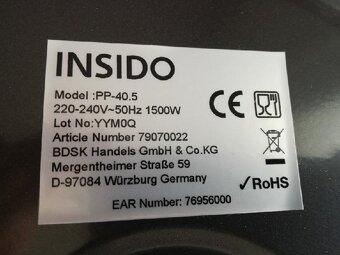 INSIDO
Model :PP-40.5
220-240V~50Hz 1500W
Lot No:YYM0Q
Article Number 79070022
BDSK Handels GmbH & Co.KG
Mergentheimer Straße 59
D-97084 Würzburg Germany
CE
✓RoHS
EAR Number: 76956000